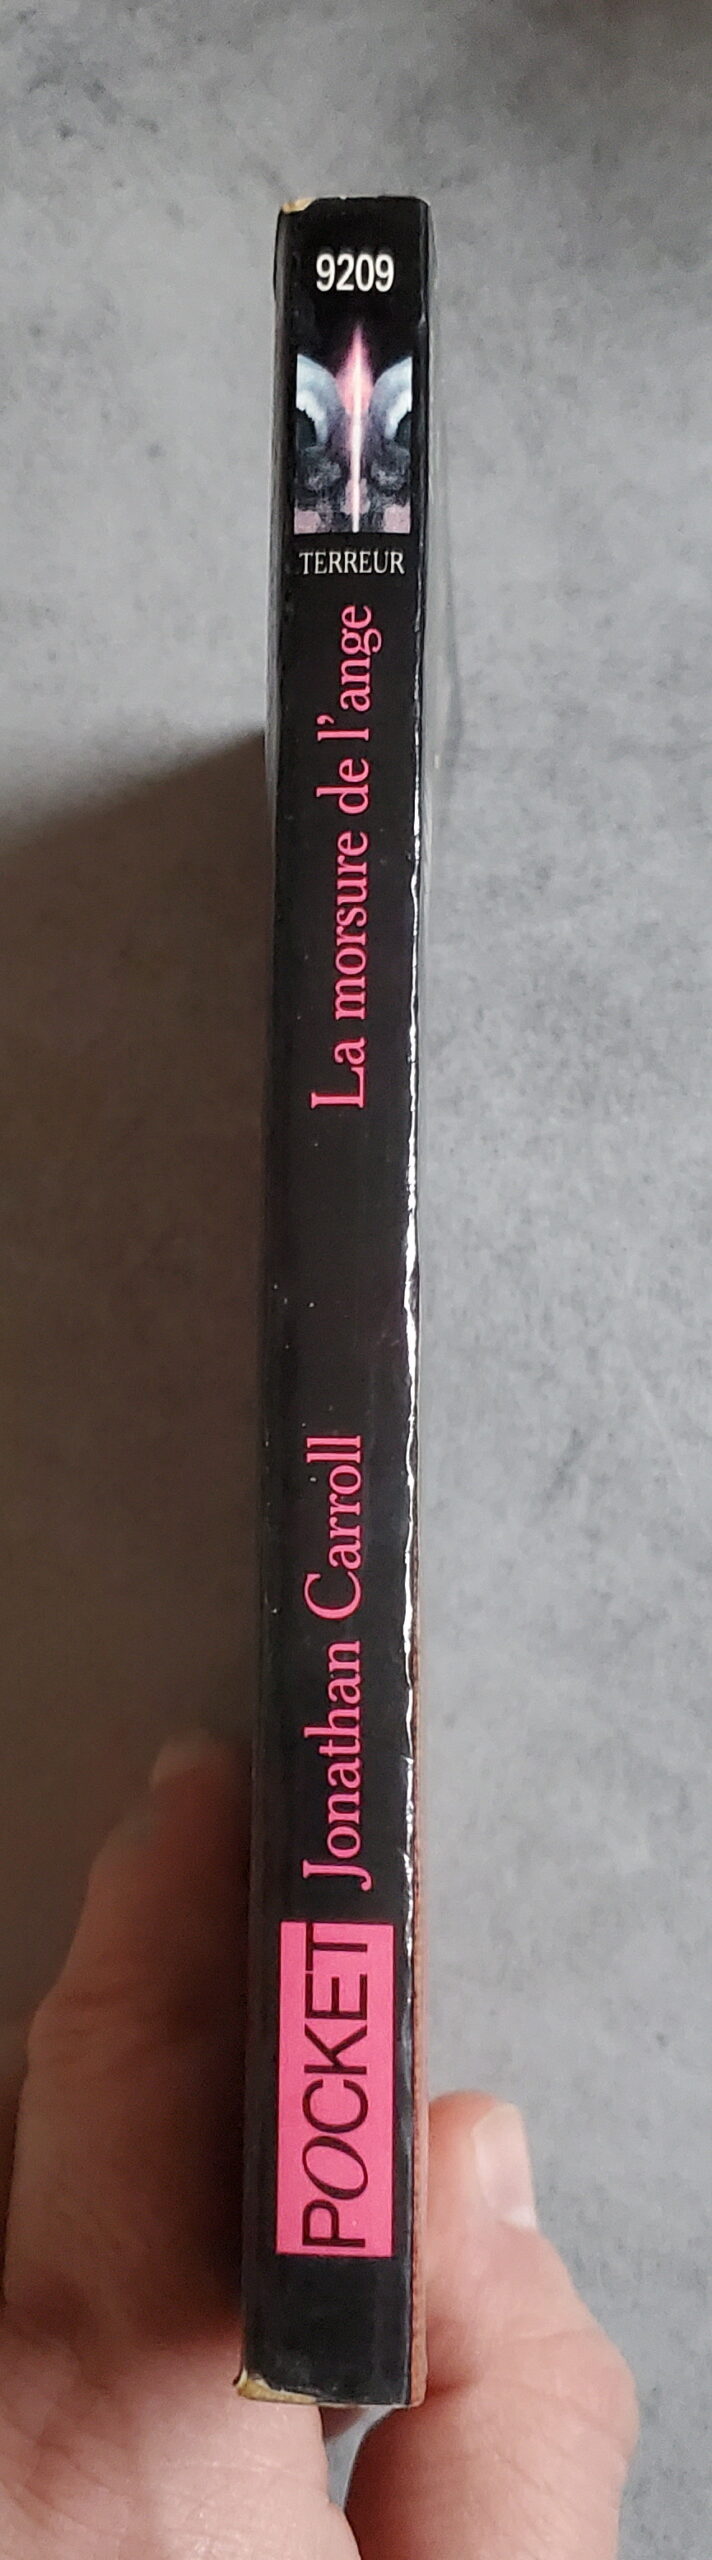 9209
TERREUR
La morsure de l'ange
Jonathan Carroll
POCKET